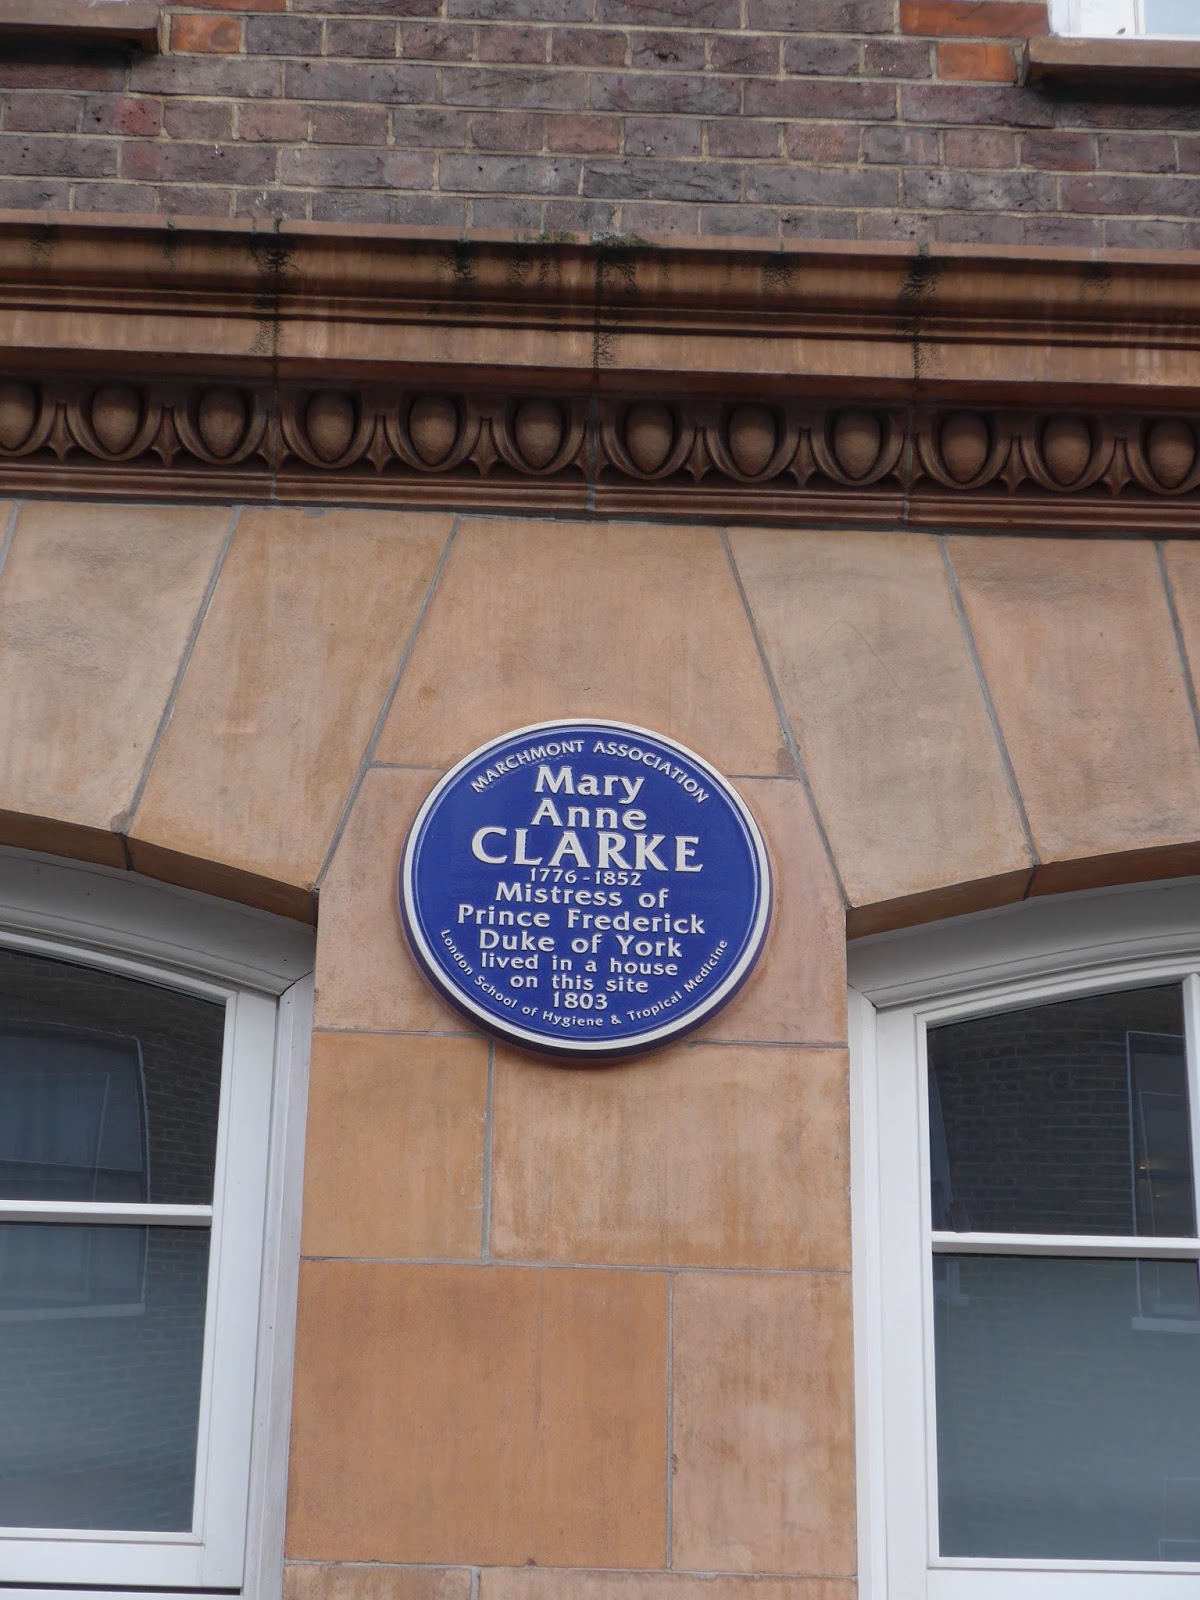 MARCHMONT ASSOCIATION
Mary
Anne
CLARKE
1776-1852
Mistress of
Prince Frederick
Duke of York
lived in a house
on this site
1803
London School of Hygiene & Tropical Medicine